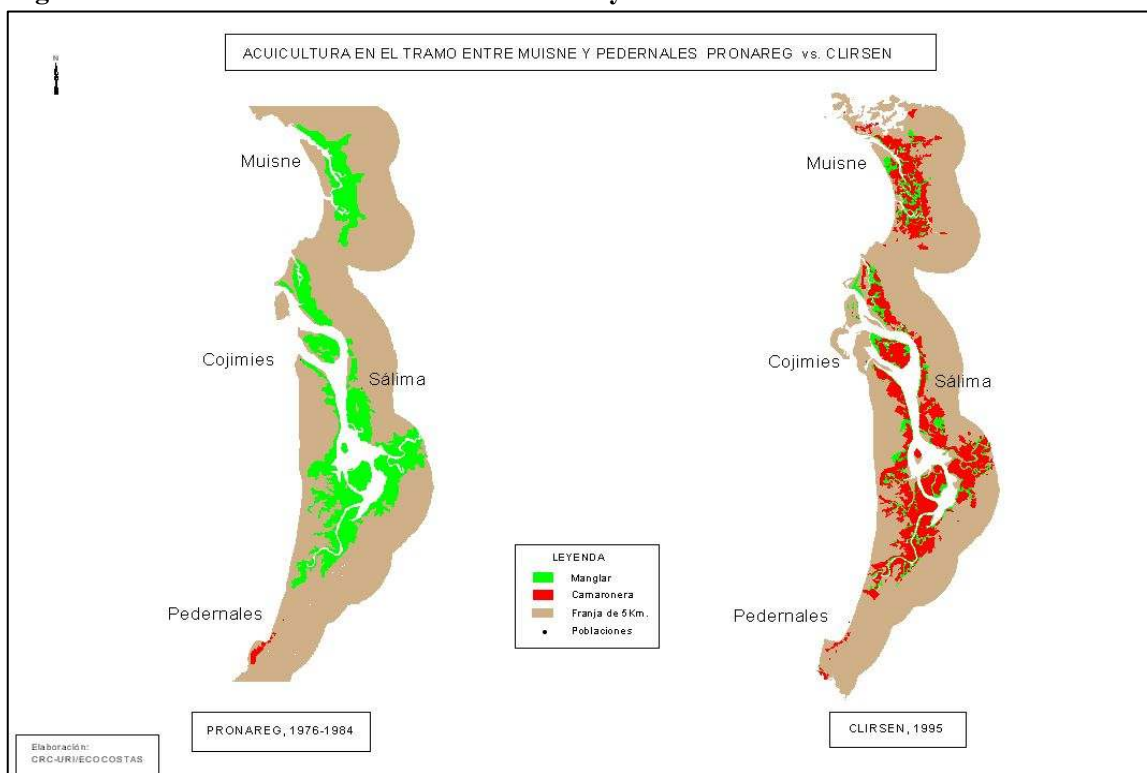 ACUICULTURA EN EL TRAMO ENTRE MUISNE Y PEDERNALES PRONAREG vs. CLIRSEN
N
Muisne
Cojimies
Sálima
Pedernales
Muisne
Cojimies
Sálima
Pedernales
LEYENDA
Manglar
Camaronera
Franja de 5 Km.
Poblaciones
PRONAREG, 1976-1984
CLIRSEN, 1995
Elaboración:
CRC-URI/ECOCOSTAS